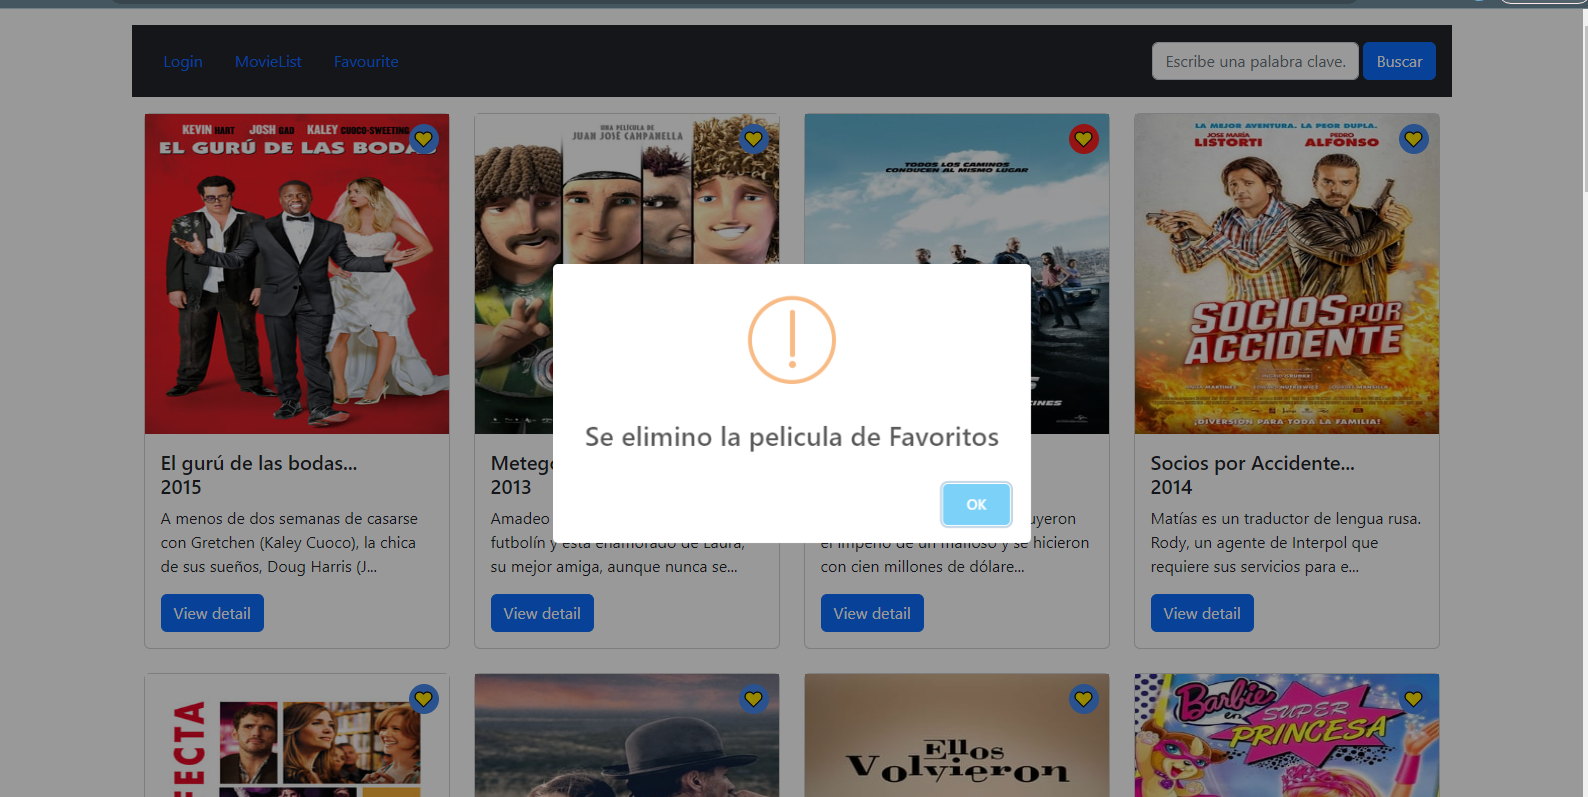 Login MovieList Favourite
Escribe una palabra clave. Buscar
KEVIN HART JOSH GAD KALEY CUOCO-SWEETING
EL GURÚ DE LAS BODAS
UNA PELICULA DE
JUAN JOSÉ CAMPANELLA
TODOS LOS CAMINOS
CONDUCEN AL MISMO LUGAR
LA MEJOR AVENTURA. LA PEOR DUPLA.
JOSE MARÍA
LISTORTI
PEDRO
ALFONSO
SOCIOS POR
ACCIDENTE
¡DIVERSIÓN PARA TODA LA FAMILIA!
Se elimino la pelicula de Favoritos
OK
El gurú de las bodas...
2015
A menos de dos semanas de casarse
con Gretchen (Kaley Cuoco), la chica
de sus sueños, Doug Harris (J...
View detail
Meteg
2013
Amadeo
futbolín y está enamorado de Laura,
su mejor amiga, aunque nunca se...
View detail
uyeron
el imperio de un mafioso y se hicieron
con cien millones de dólare...
View detail
Socios por Accidente...
2014
Matías es un traductor de lengua rusa.
Rody, un agente de Interpol que
requiere sus servicios para e...
View detail
FECTA
Ellos
Volvieron
Barbie
en SUPER
PRINCESA